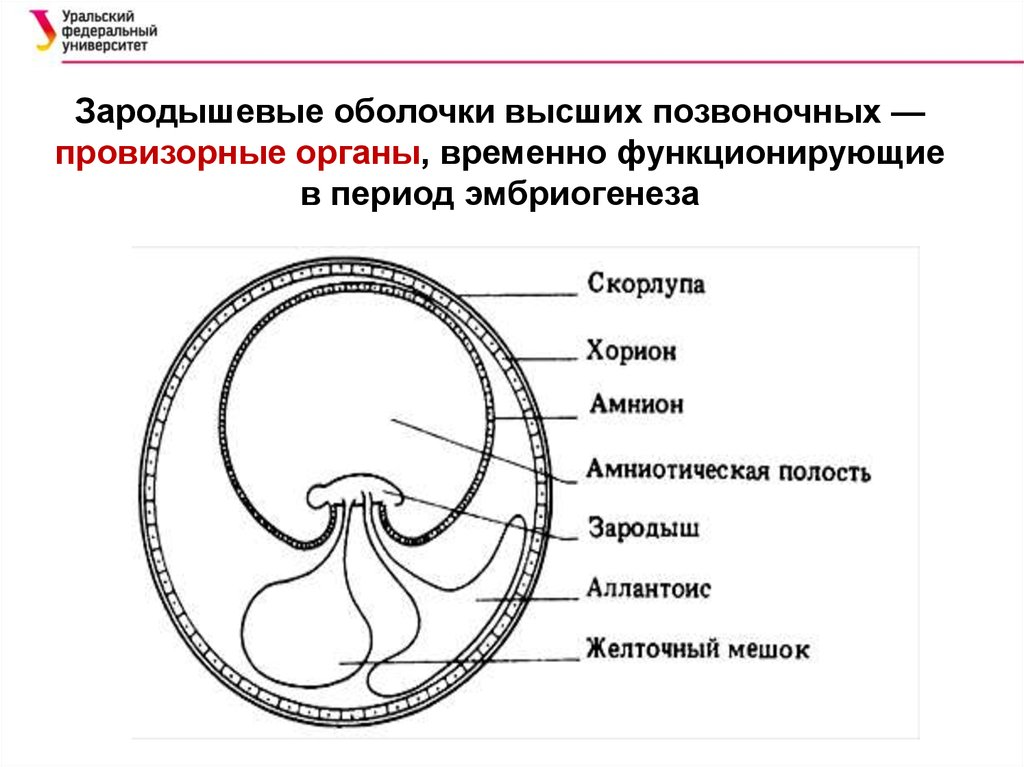 Уральский
федеральный
университет
Зародышевые оболочки высших позвоночных —
провизорные органы, временно функционирующие
в период эмбриогенеза
Скорлупа
Хорион
Амнион
Амниотическая полость
Зародыш
Аллантоис
Желточный мешок